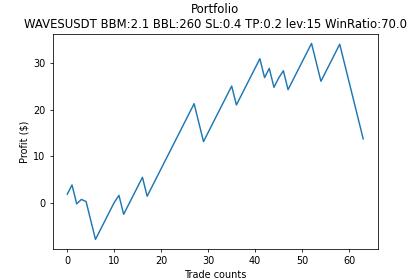 Portfolio
WAVESUSDT BBM:2.1 BBL:260 SL:0.4 TP:0.2 lev:15 WinRatio:70.0
30
20
10
0
Profit ($)
0 10 20 30 40 50 60
Trade counts